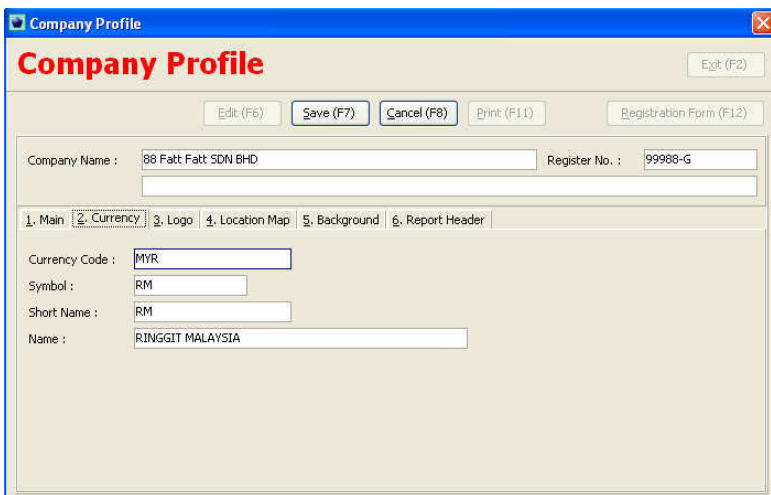 Company Profile
Company Profile
Exit (F2)
Edit (F6) Save (F7) Cancel (F8) Print (F11) Registration Form (F12)
Company Name : 88 Fatt Fatt SDN BHD Register No. : 99988-G
1. Main 2. Currency 3. Logo 4. Location Map 5. Background 6. Report Header
Currency Code : MYR
Symbol : RM
Short Name : RM
Name : RINGGIT MALAYSIA